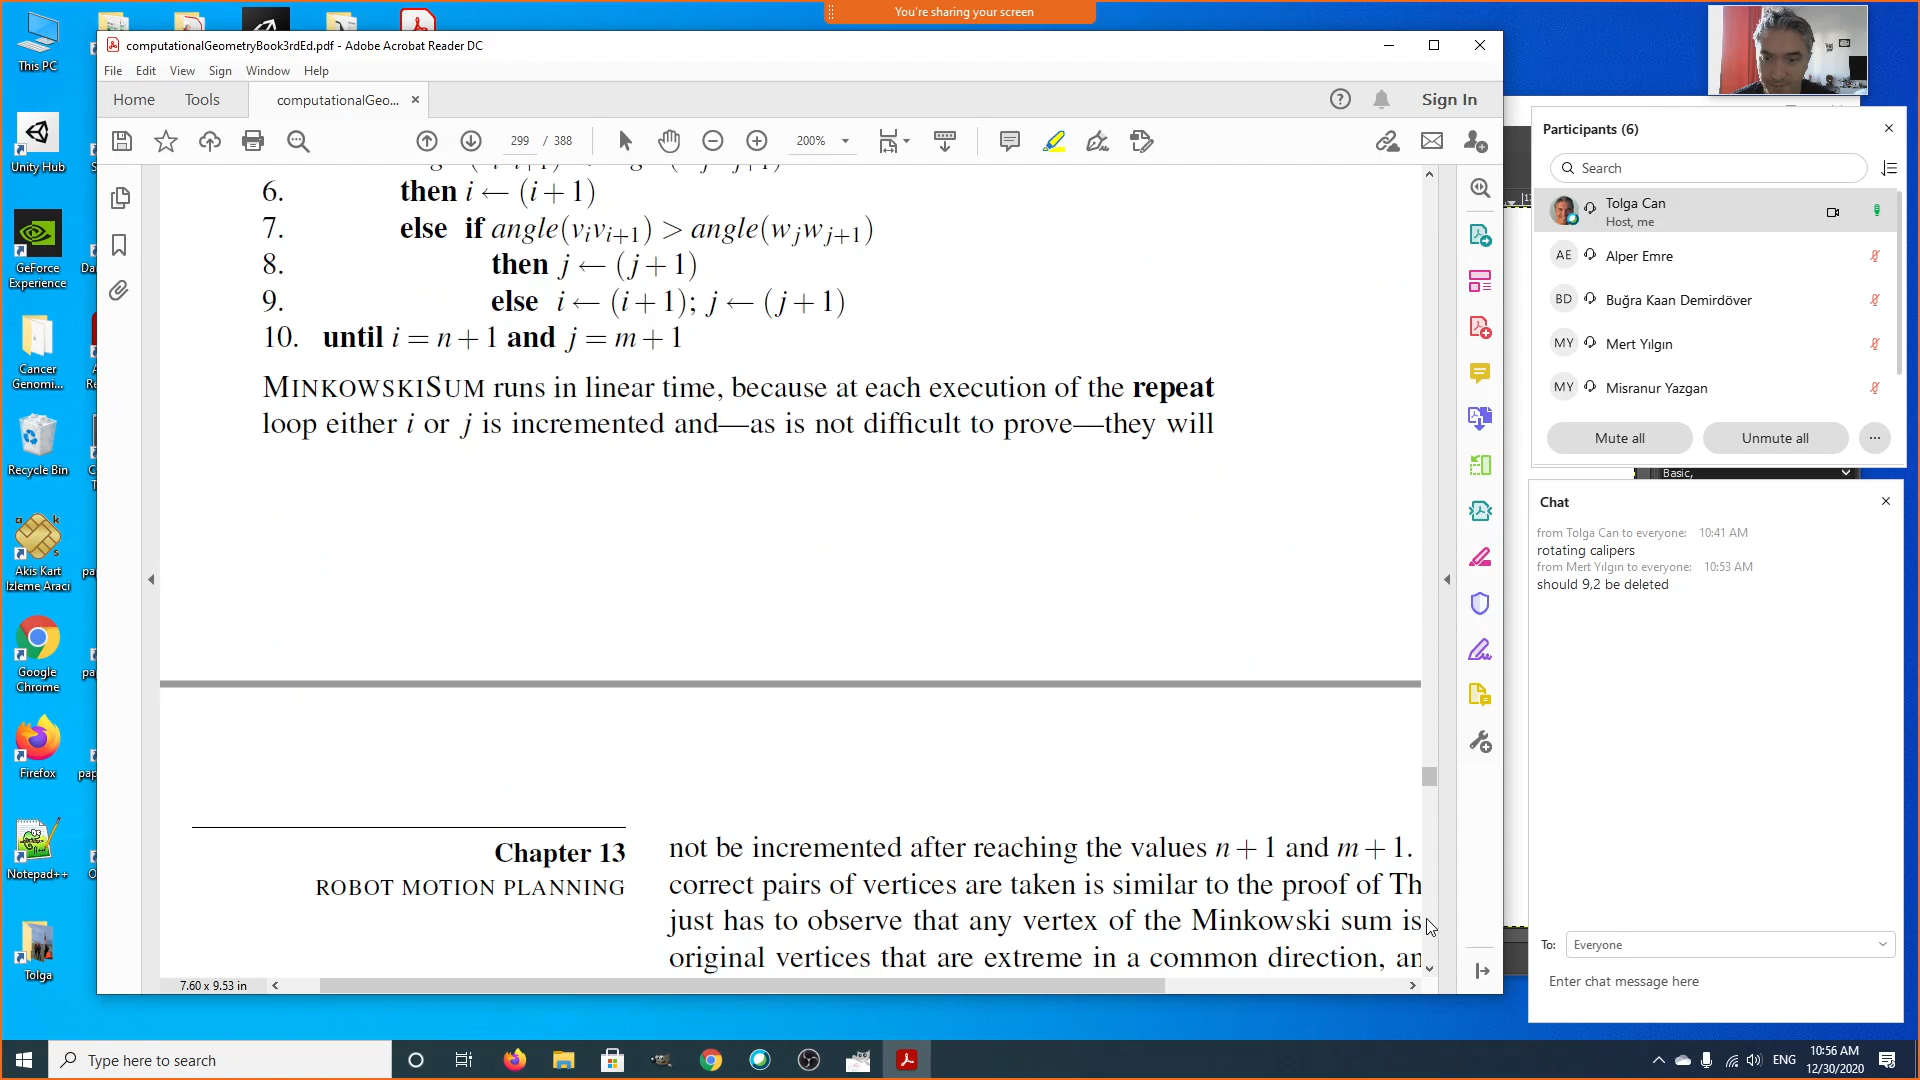 You're sharing your screen
computationalGeometryBook3rdEd.pdf - Adobe Acrobat Reader DC
File Edit View Sign Window Help
Home Tools computationalGeo... × Sign In
299 / 388 200%
6. then i ← (i+1)
7. else if angle(v_i v_{i+1}) > angle(w_j w_{j+1})
8. then j ← (j+1)
9. else i ← (i+1); j ← (j+1)
10. until i = n+1 and j = m+1
MINKOWSKISUM runs in linear time, because at each execution of the repeat
loop either i or j is incremented and—as is not difficult to prove—they will
Chapter 13
ROBOT MOTION PLANNING
not be incremented after reaching the values n+1 and m+1.
correct pairs of vertices are taken is similar to the proof of Th
just has to observe that any vertex of the Minkowski sum is
original vertices that are extreme in a common direction, an
7.60 x 9.53 in
This PC
Unity Hub
GeForce
Experience
Cancer
Genomi...
Recycle Bin
Akis Kart
Izleme Araci
Google
Chrome
Firefox
Notepad++
Tolga
Participants (6)
Search
Tolga Can
Host, me
AE Alper Emre
BD Buğra Kaan Demirdöver
MY Mert Yılgın
MY Misranur Yazgan
Mute all Unmute all ...
Basic,
Chat
from Tolga Can to everyone: 10:41 AM
rotating calipers
from Mert Yılgın to everyone: 10:53 AM
should 9,2 be deleted
To: Everyone
Enter chat message here
Type here to search
ENG
10:56 AM
12/30/2020